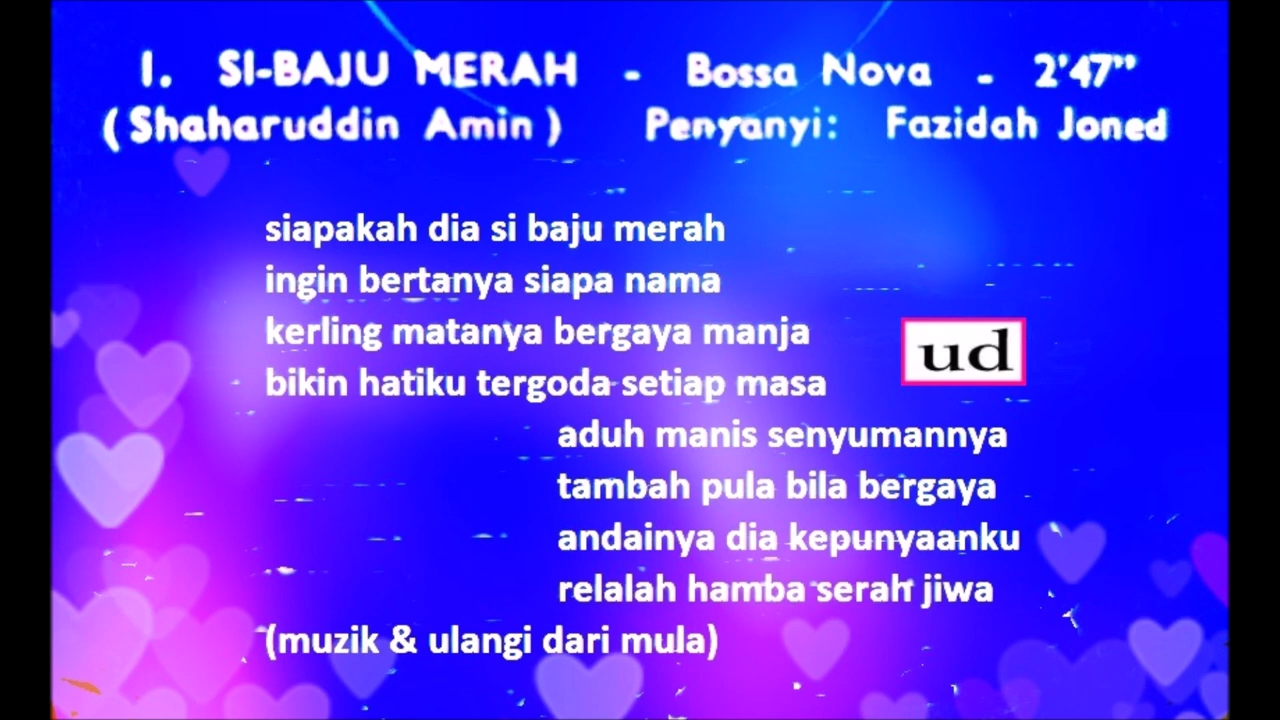 1. SI-BAJU MERAH - Bossa Nova - 2'47"
(Shaharuddin Amin) Penyanyi: Fazidah Joned
siapakah dia si baju merah
ingin bertanya siapa nama
kerling matanya bergaya manja
bikin hatiku tergoda setiap masa
ud
aduh manis senyumannya
tambah pula bila bergaya
andainya dia kepunyaanku
relalah hamba serah jiwa
(muzik & ulangi dari mula)